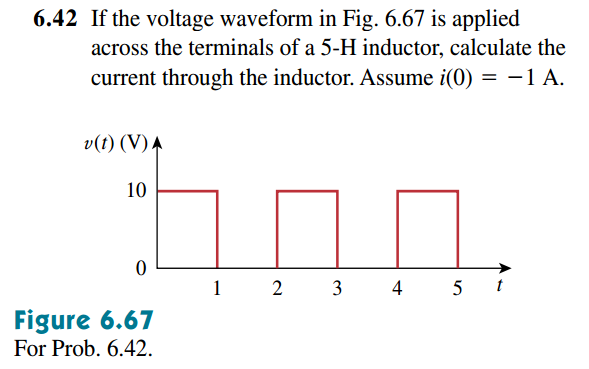 6.42 If the voltage waveform in Fig. 6.67 is applied
across the terminals of a 5-H inductor, calculate the
current through the inductor. Assume i(0) = −1 A.
v(t) (V)
10
0
1 2 3 4 5 t
Figure 6.67
For Prob. 6.42.